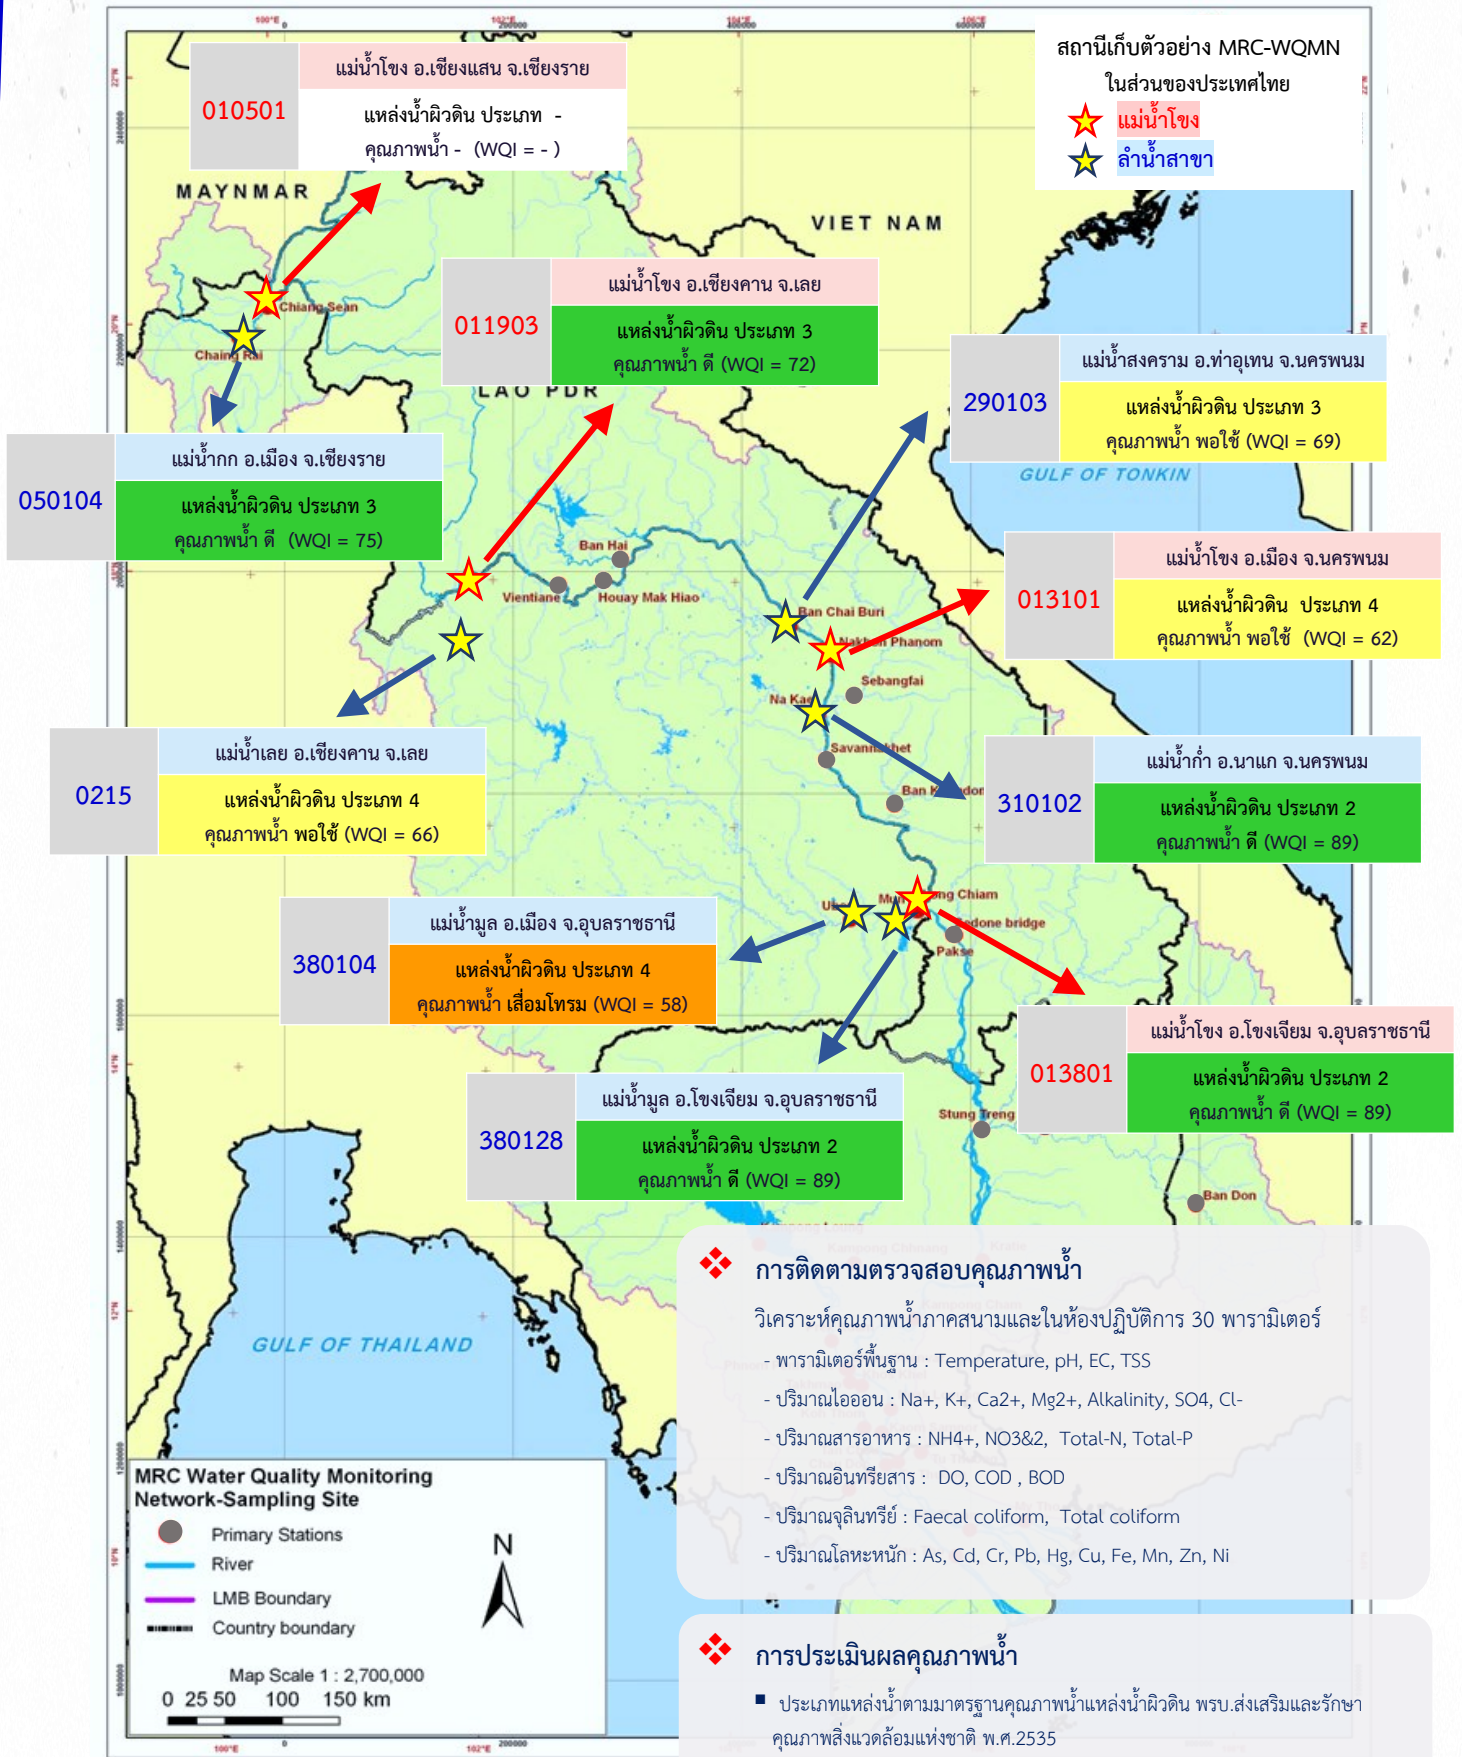 สถานีเก็บตัวอย่าง MRC-WQMN
ในส่วนของประเทศไทย
แม่น้ำโขง
ลำน้ำสาขา
010501
แม่น้ำโขง อ.เชียงแสน จ.เชียงราย
แหล่งน้ำผิวดิน ประเภท -
คุณภาพน้ำ - (WQI = - )
MAYNMAR
VIET NAM
Chiang Sean
Chaing Rai
011903
แม่น้ำโขง อ.เชียงคาน จ.เลย
แหล่งน้ำผิวดิน ประเภท 3
คุณภาพน้ำ ดี (WQI = 72)
LAO PDR
290103
แม่น้ำสงคราม อ.ท่าอุเทน จ.นครพนม
แหล่งน้ำผิวดิน ประเภท 3
คุณภาพน้ำ พอใช้ (WQI = 69)
GULF OF TONKIN
050104
แม่น้ำกก อ.เมือง จ.เชียงราย
แหล่งน้ำผิวดิน ประเภท 3
คุณภาพน้ำ ดี (WQI = 75)
Ban Hai
Vientiane
Houay Mak Hiao
Ban Chai Buri
Nakhon Phanom
013101
แม่น้ำโขง อ.เมือง จ.นครพนม
แหล่งน้ำผิวดิน ประเภท 4
คุณภาพน้ำ พอใช้ (WQI = 62)
Sebangfai
Na Kae
Savannakhet
0215
แม่น้ำเลย อ.เชียงคาน จ.เลย
แหล่งน้ำผิวดิน ประเภท 4
คุณภาพน้ำ พอใช้ (WQI = 66)
310102
แม่น้ำก่ำ อ.นาแก จ.นครพนม
แหล่งน้ำผิวดิน ประเภท 2
คุณภาพน้ำ ดี (WQI = 89)
380104
แม่น้ำมูล อ.เมือง จ.อุบลราชธานี
แหล่งน้ำผิวดิน ประเภท 4
คุณภาพน้ำ เสื่อมโทรม (WQI = 58)
Chiam
Sedone bridge
Pakse
013801
แม่น้ำโขง อ.โขงเจียม จ.อุบลราชธานี
แหล่งน้ำผิวดิน ประเภท 2
คุณภาพน้ำ ดี (WQI = 89)
380128
แม่น้ำมูล อ.โขงเจียม จ.อุบลราชธานี
แหล่งน้ำผิวดิน ประเภท 2
คุณภาพน้ำ ดี (WQI = 89)
Stung Treng
Ban Don
GULF OF THAILAND
การติดตามตรวจสอบคุณภาพน้ำ
วิเคราะห์คุณภาพน้ำภาคสนามและในห้องปฏิบัติการ 30 พารามิเตอร์
- พารามิเตอร์พื้นฐาน : Temperature, pH, EC, TSS
- ปริมาณไอออน : Na+, K+, Ca2+, Mg2+, Alkalinity, SO4, Cl-
- ปริมาณสารอาหาร : NH4+, NO3&2, Total-N, Total-P
- ปริมาณอินทรียสาร : DO, COD , BOD
- ปริมาณจุลินทรีย์ : Faecal coliform, Total coliform
- ปริมาณโลหะหนัก : As, Cd, Cr, Pb, Hg, Cu, Fe, Mn, Zn, Ni
MRC Water Quality Monitoring
Network-Sampling Site
Primary Stations
River
LMB Boundary
Country boundary
N
Map Scale 1 : 2,700,000
0 25 50 100 150 km
การประเมินผลคุณภาพน้ำ
▪ ประเภทแหล่งน้ำตามมาตรฐานคุณภาพน้ำแหล่งน้ำผิวดิน พรบ.ส่งเสริมและรักษา
คุณภาพสิ่งแวดล้อมแห่งชาติ พ.ศ.2535